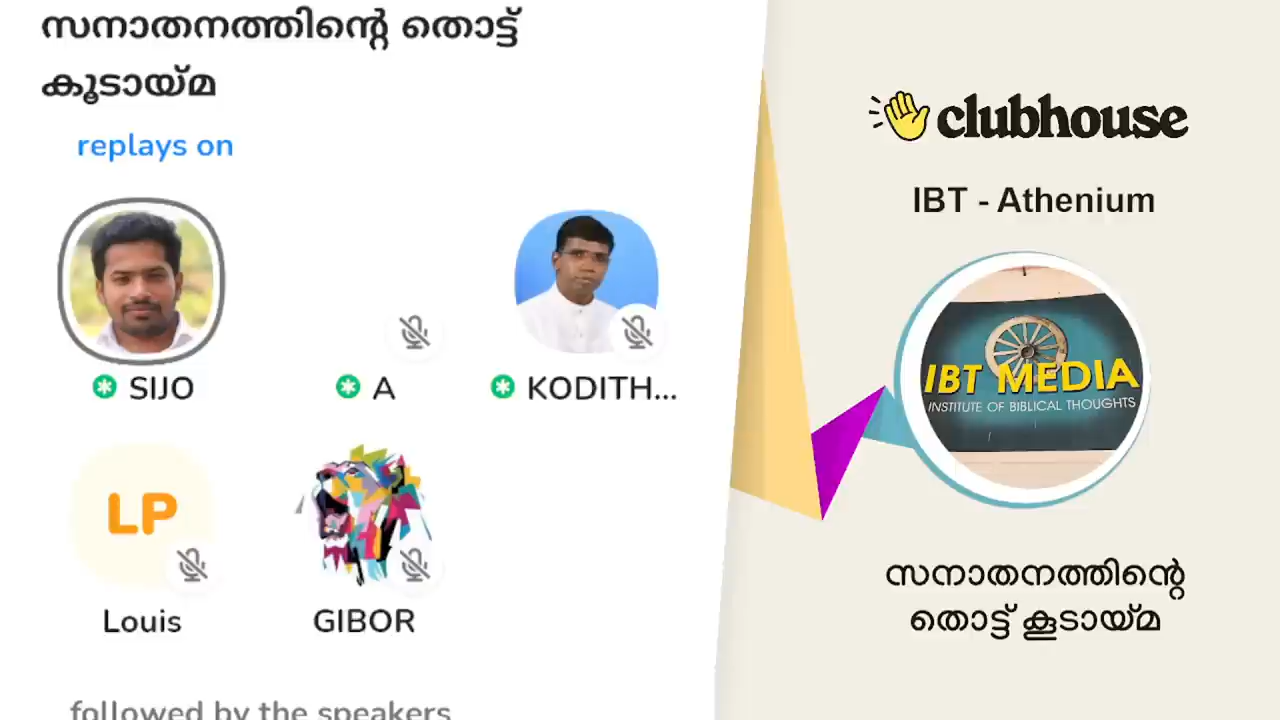 സനാതനത്തിന്റെ തൊട്ട്
കൂടായ്മ
replays on
SIJO
A
KODITH...
LP
Louis
GIBOR
followed by the speakers
clubhouse
IBT - Athenium
IBT MEDIA
INSTITUTE OF BIBLICAL THOUGHTS
സനാതനത്തിന്റെ
തൊട്ട് കൂടായ്മ